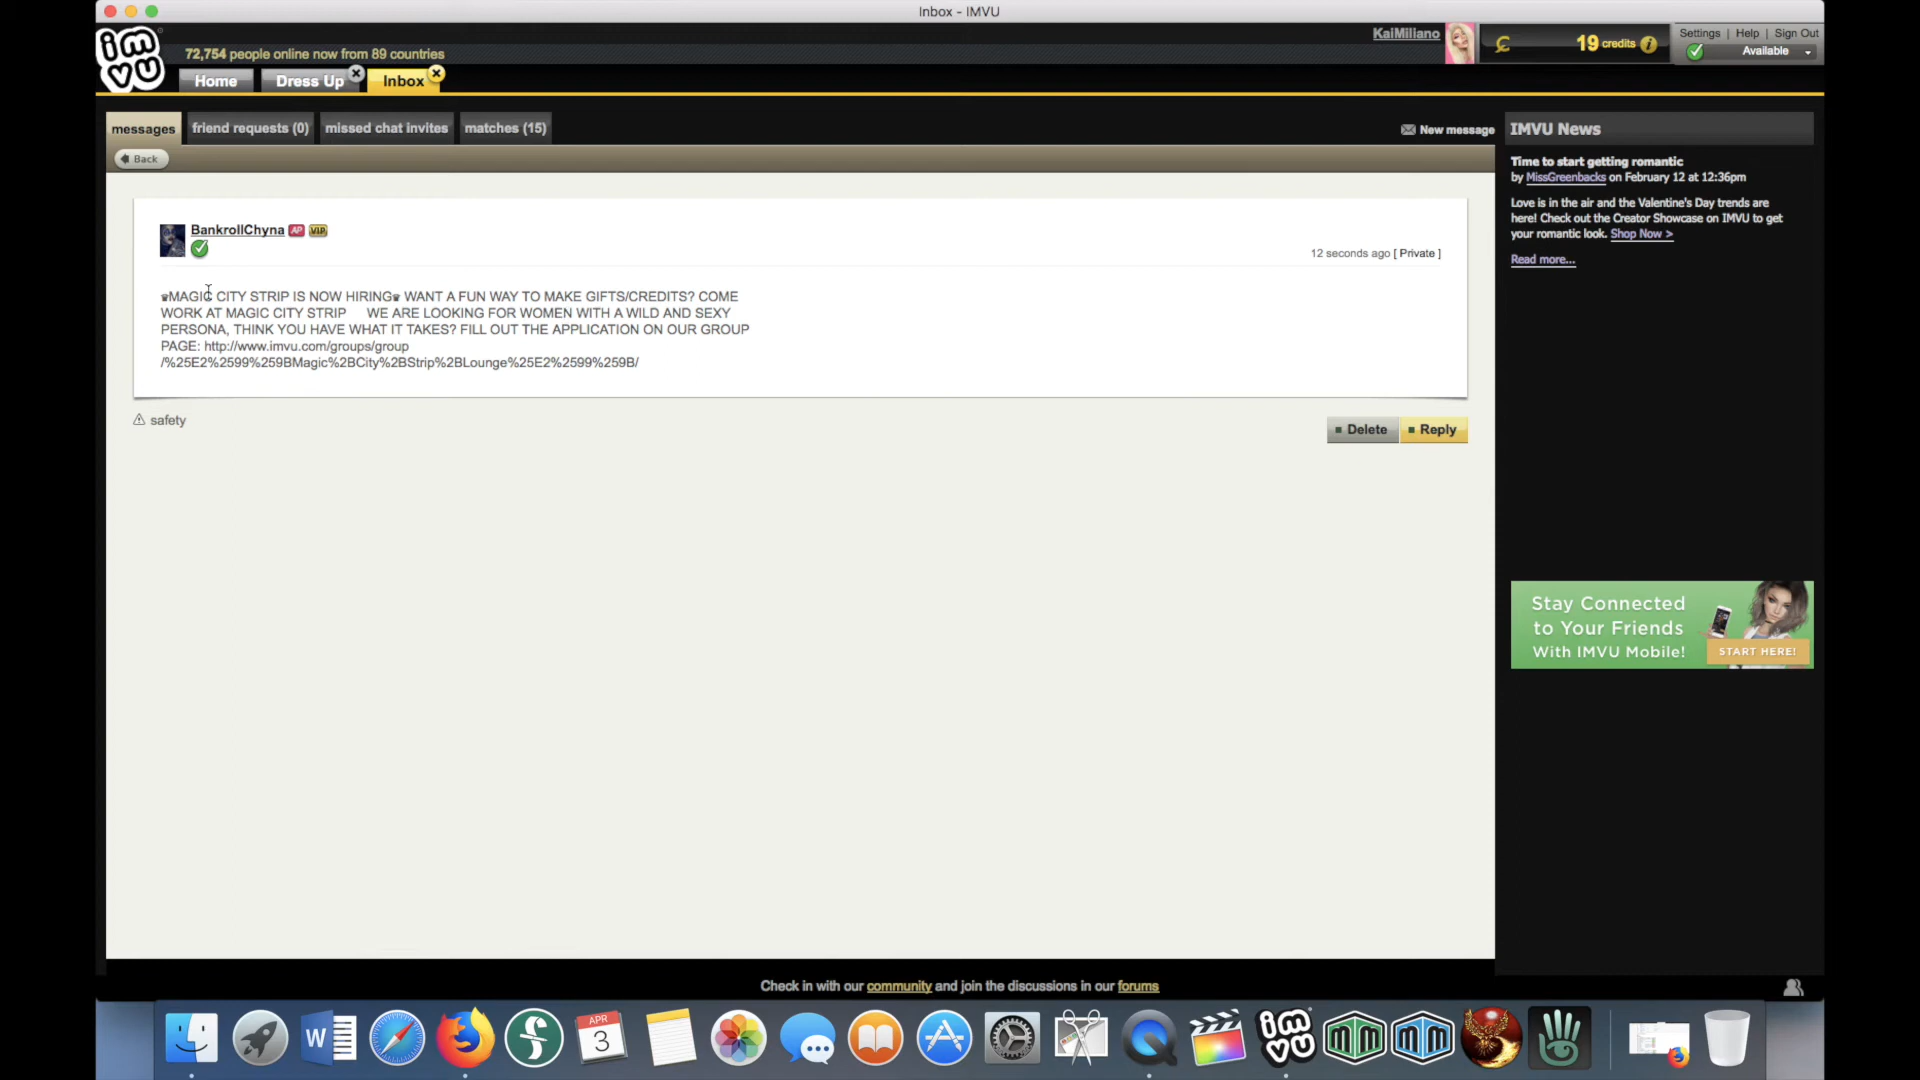 Inbox - IMVU
imvu
72,754 people online now from 89 countries
KaiMilano
19 credits
Settings | Help | Sign Out
Available
Home
Dress Up
Inbox
messages
friend requests (0)
missed chat invites
matches (15)
New message
Back
BankrollChyna AP VIP
12 seconds ago [ Private ]
♛MAGIC CITY STRIP IS NOW HIRING♛ WANT A FUN WAY TO MAKE GIFTS/CREDITS? COME
WORK AT MAGIC CITY STRIP WE ARE LOOKING FOR WOMEN WITH A WILD AND SEXY
PERSONA, THINK YOU HAVE WHAT IT TAKES? FILL OUT THE APPLICATION ON OUR GROUP
PAGE: http://www.imvu.com/groups/group
/%25E2%2599%259BMagic%2BCity%2BStrip%2BLounge%25E2%2599%259B/
safety
Delete
Reply
IMVU News
Time to start getting romantic
by MissGreenbacks on February 12 at 12:36pm
Love is in the air and the Valentine's Day trends are
here! Check out the Creator Showcase on IMVU to get
your romantic look. Shop Now >
Read more...
Stay Connected
to Your Friends
With IMVU Mobile!
START HERE!
Check in with our community and join the discussions in our forums
W
APR
3
imvu